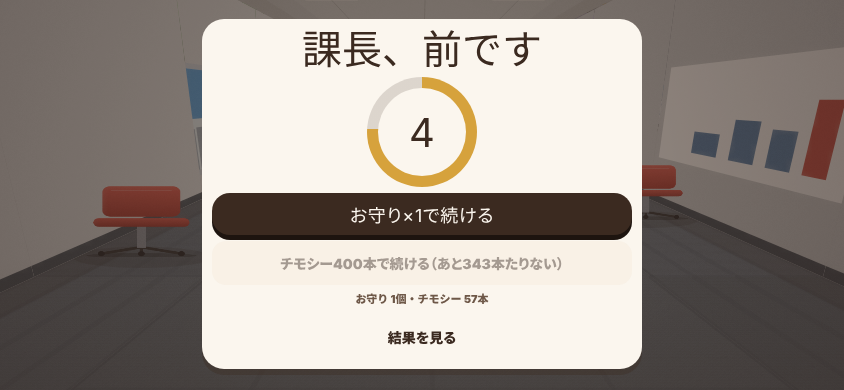 課長、前です
4
お守り×1で続ける
チモシー400本で続ける(あと343本たりない)
お守り 1個・チモシー 57本
結果を見る